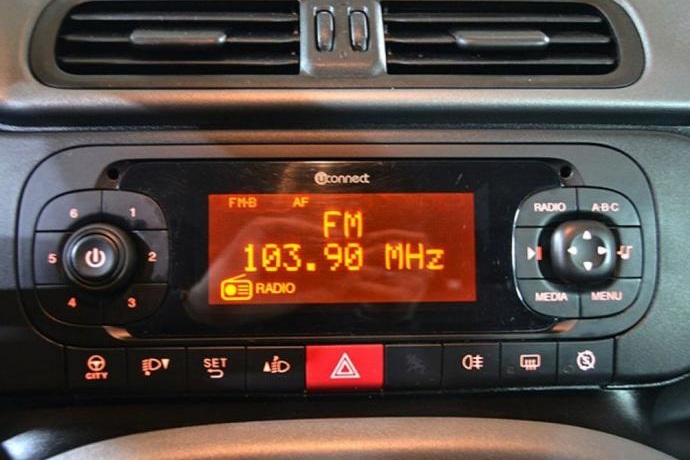 uconnect
FM-B AF
FM
103.90 MHz
RADIO
6 1
5 2
4 3
RADIO A·B·C
MEDIA MENU
CITY
SET